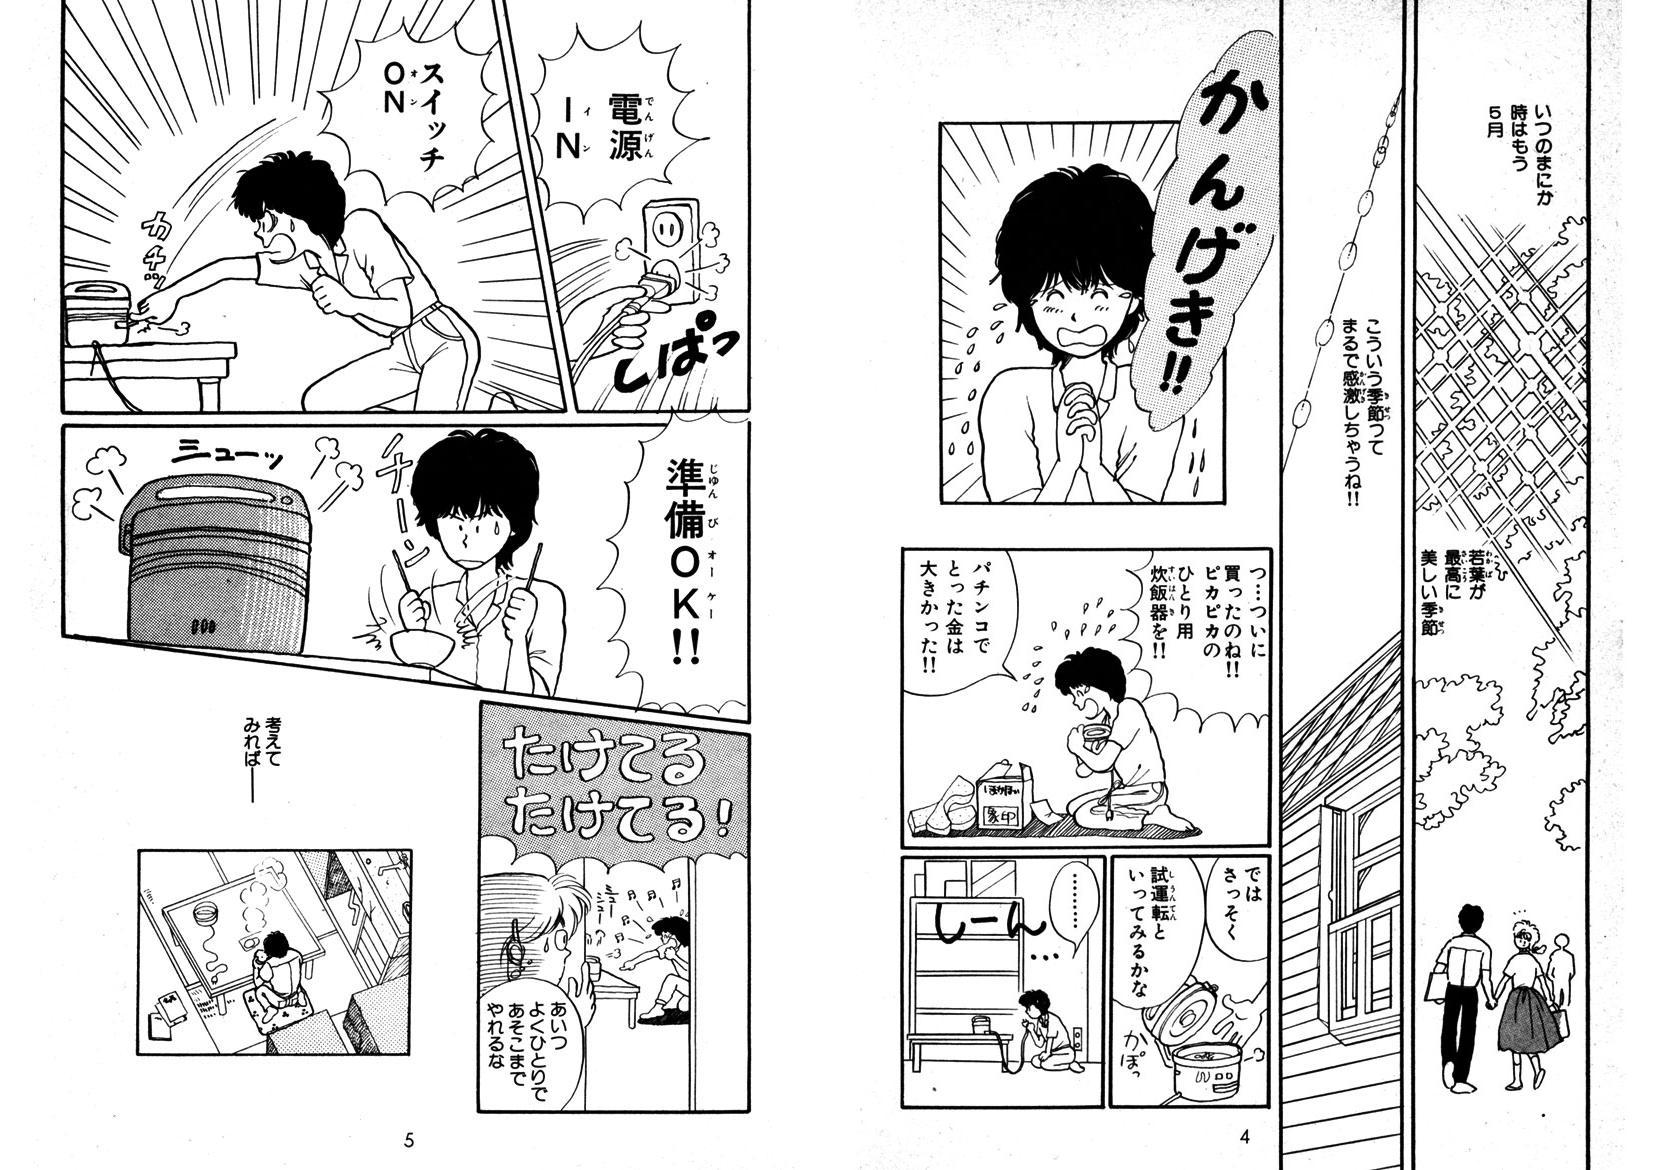 いつのまにか
時はもう
5月
若葉が
最高に
美しい季節
こういう季節って
まるで感激しちゃうね!!
かんげき!!
つ…ついに
買ったのね!!
ピカピカの
ひとり用
炊飯器を!!
パチンコで
とった金は
大きかった!!
象印
では
さっそく
試運転と
いってみるかな
かぽっ
………
しーん…
4
電源
IN
しぱっ
スイッチ
ON
カチッ
準備OK!!
チーン
ミューッ
たけてる
たけてる!
ミュー
あいつ
よくひとりで
あそこまで
やれるな
考えて
みれば―
5